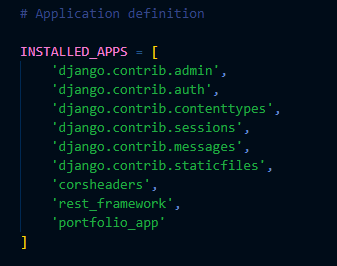 # Application definition
INSTALLED_APPS = [
'django.contrib.admin',
'django.contrib.auth',
'django.contrib.contenttypes',
'django.contrib.sessions',
'django.contrib.messages',
'django.contrib.staticfiles',
'corsheaders',
'rest_framework',
'portfolio_app'
]